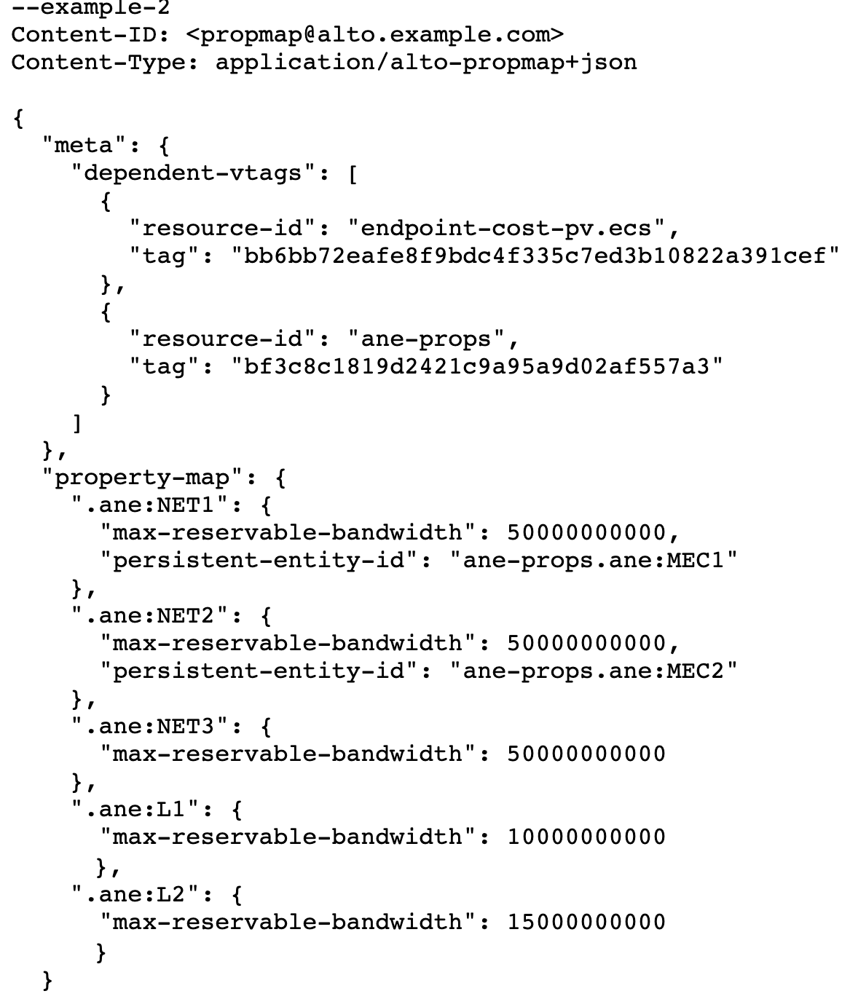 --example-2
Content-ID: <propmap@alto.example.com>
Content-Type: application/alto-propmap+json

{
  "meta": {
    "dependent-vtags": [
      {
        "resource-id": "endpoint-cost-pv.ecs",
        "tag": "bb6bb72eafe8f9bdc4f335c7ed3b10822a391cef"
      },
      {
        "resource-id": "ane-props",
        "tag": "bf3c8c1819d2421c9a95a9d02af557a3"
      }
    ]
  },
  "property-map": {
    ".ane:NET1": {
      "max-reservable-bandwidth": 50000000000,
      "persistent-entity-id": "ane-props.ane:MEC1"
    },
    ".ane:NET2": {
      "max-reservable-bandwidth": 50000000000,
      "persistent-entity-id": "ane-props.ane:MEC2"
    },
    ".ane:NET3": {
      "max-reservable-bandwidth": 50000000000
    },
    ".ane:L1": {
      "max-reservable-bandwidth": 10000000000
      },
    ".ane:L2": {
      "max-reservable-bandwidth": 15000000000
      }
  }